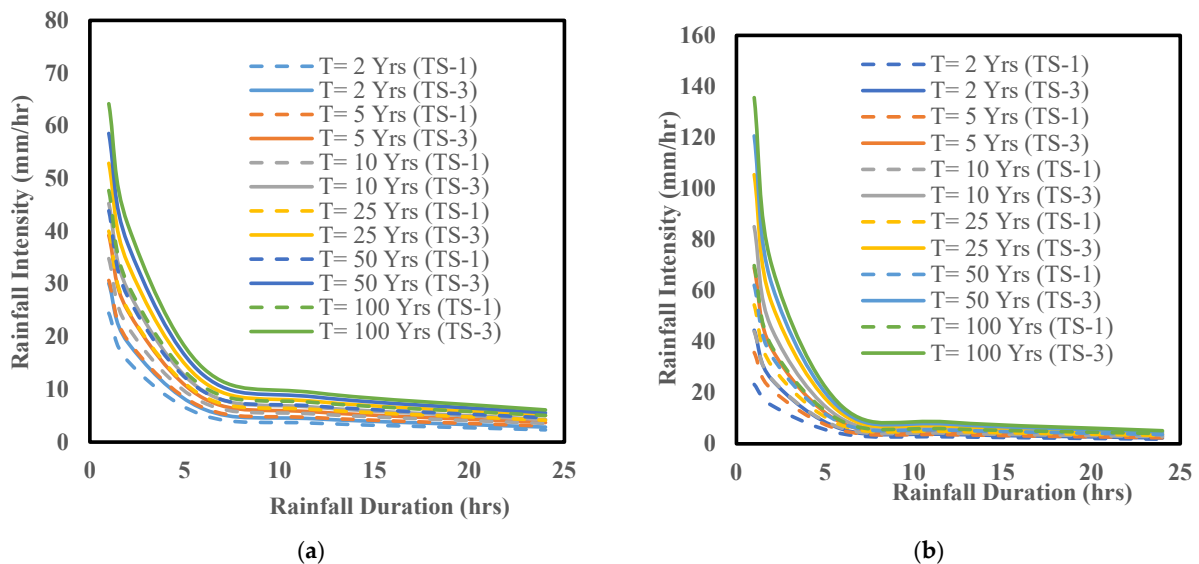 80
70
60
50
40
30
20
10
0
Rainfall Intensity (mm/hr)
T= 2 Yrs (TS-1)
T= 2 Yrs (TS-3)
T= 5 Yrs (TS-1)
T= 5 Yrs (TS-3)
T= 10 Yrs (TS-1)
T= 10 Yrs (TS-3)
T= 25 Yrs (TS-1)
T= 25 Yrs (TS-3)
T= 50 Yrs (TS-1)
T= 50 Yrs (TS-3)
T= 100 Yrs (TS-1)
T= 100 Yrs (TS-3)
0 5 10 15 20 25
Rainfall Duration (hrs)
(a)
160
140
120
100
80
60
40
20
0
Rainfall Intensity (mm/hr)
T= 2 Yrs (TS-1)
T= 2 Yrs (TS-3)
T= 5 Yrs (TS-1)
T= 5 Yrs (TS-3)
T= 10 Yrs (TS-1)
T= 10 Yrs (TS-3)
T= 25 Yrs (TS-1)
T= 25 Yrs (TS-3)
T= 50 Yrs (TS-1)
T= 50 Yrs (TS-3)
T= 100 Yrs (TS-1)
T= 100 Yrs (TS-3)
0 5 10 15 20 25
Rainfall Duration (hrs)
(b)